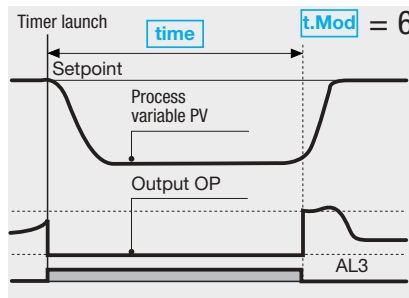 Timer launch
time
t.Mod = 6
Setpoint
Process
variable PV
Output OP
AL3